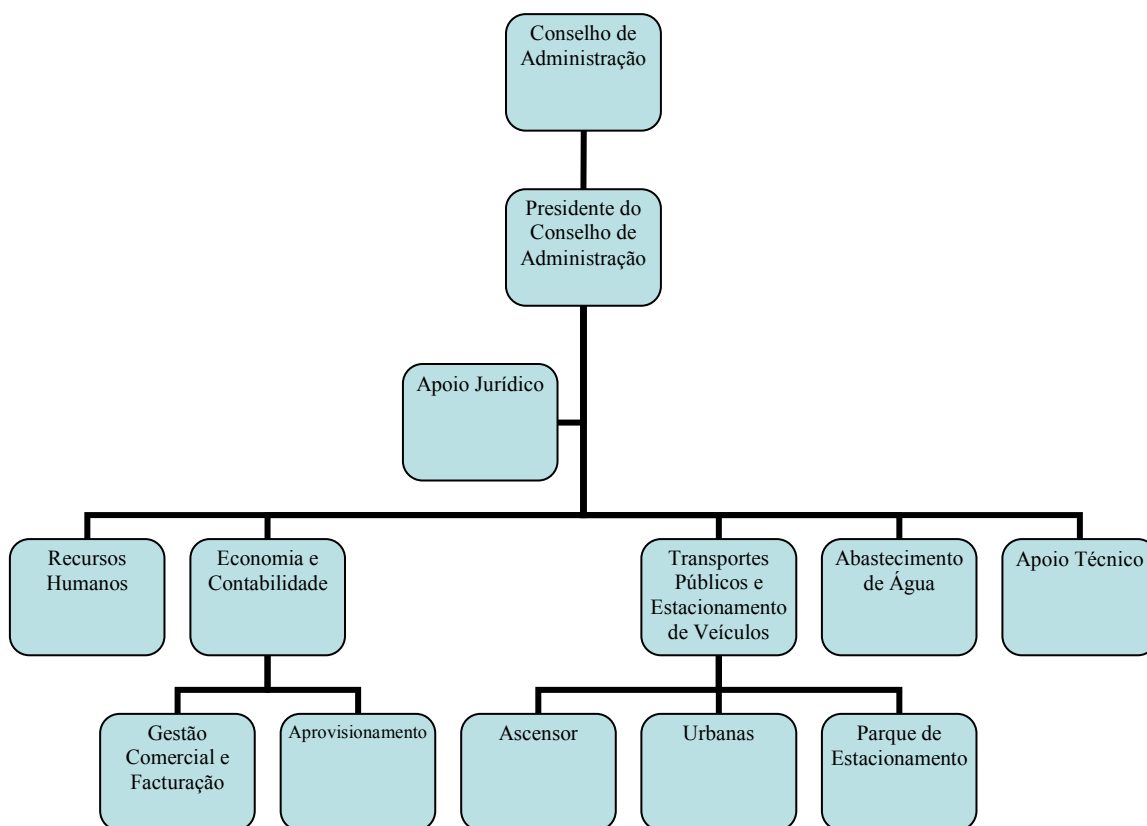 Conselho de
Administração
Presidente do
Conselho de
Administração
Apoio Jurídico
Recursos
Humanos
Economia e
Contabilidade
Transportes
Públicos e
Estacionamento
de Veículos
Abastecimento
de Água
Apoio Técnico
Gestão
Comercial e
Facturação
Aprovisionamento
Ascensor
Urbanas
Parque de
Estacionamento